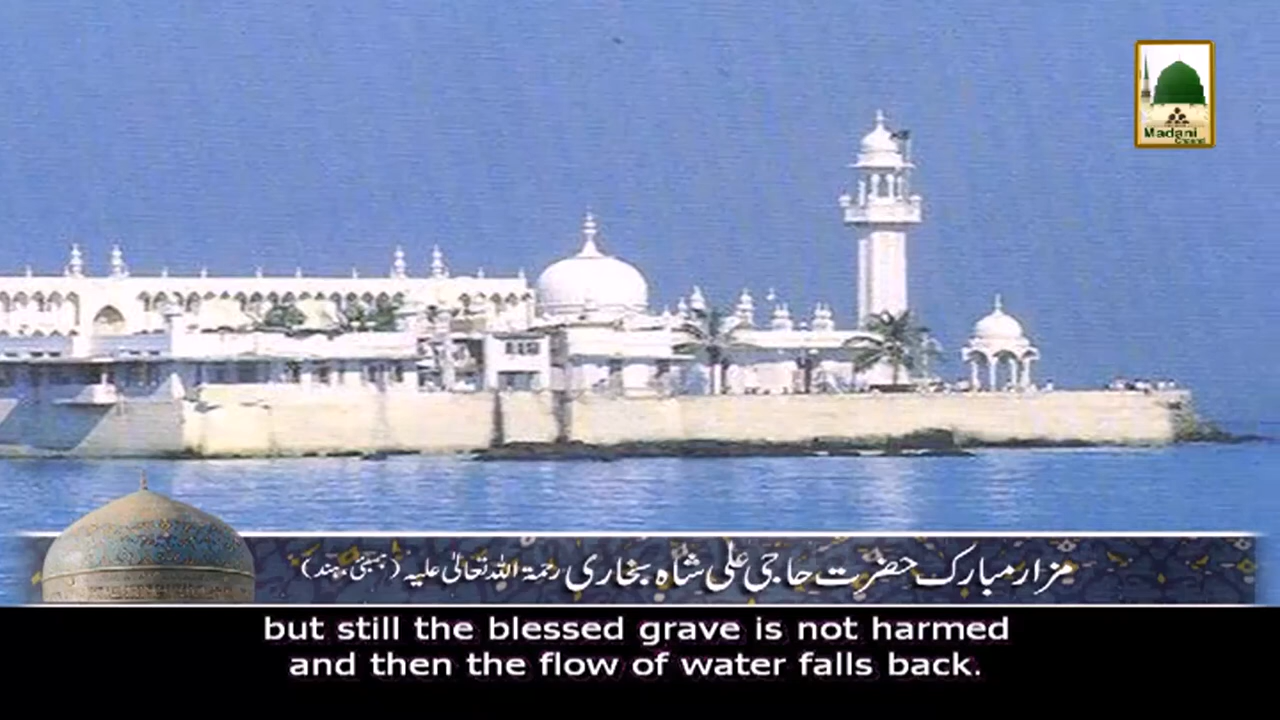 Madani
Channel
مزار مبارک حضرت حاجی علی شاہ بخاری رحمۃ اللہ تعالیٰ علیہ (بمبئی، ہند)
but still the blessed grave is not harmed
and then the flow of water falls back.